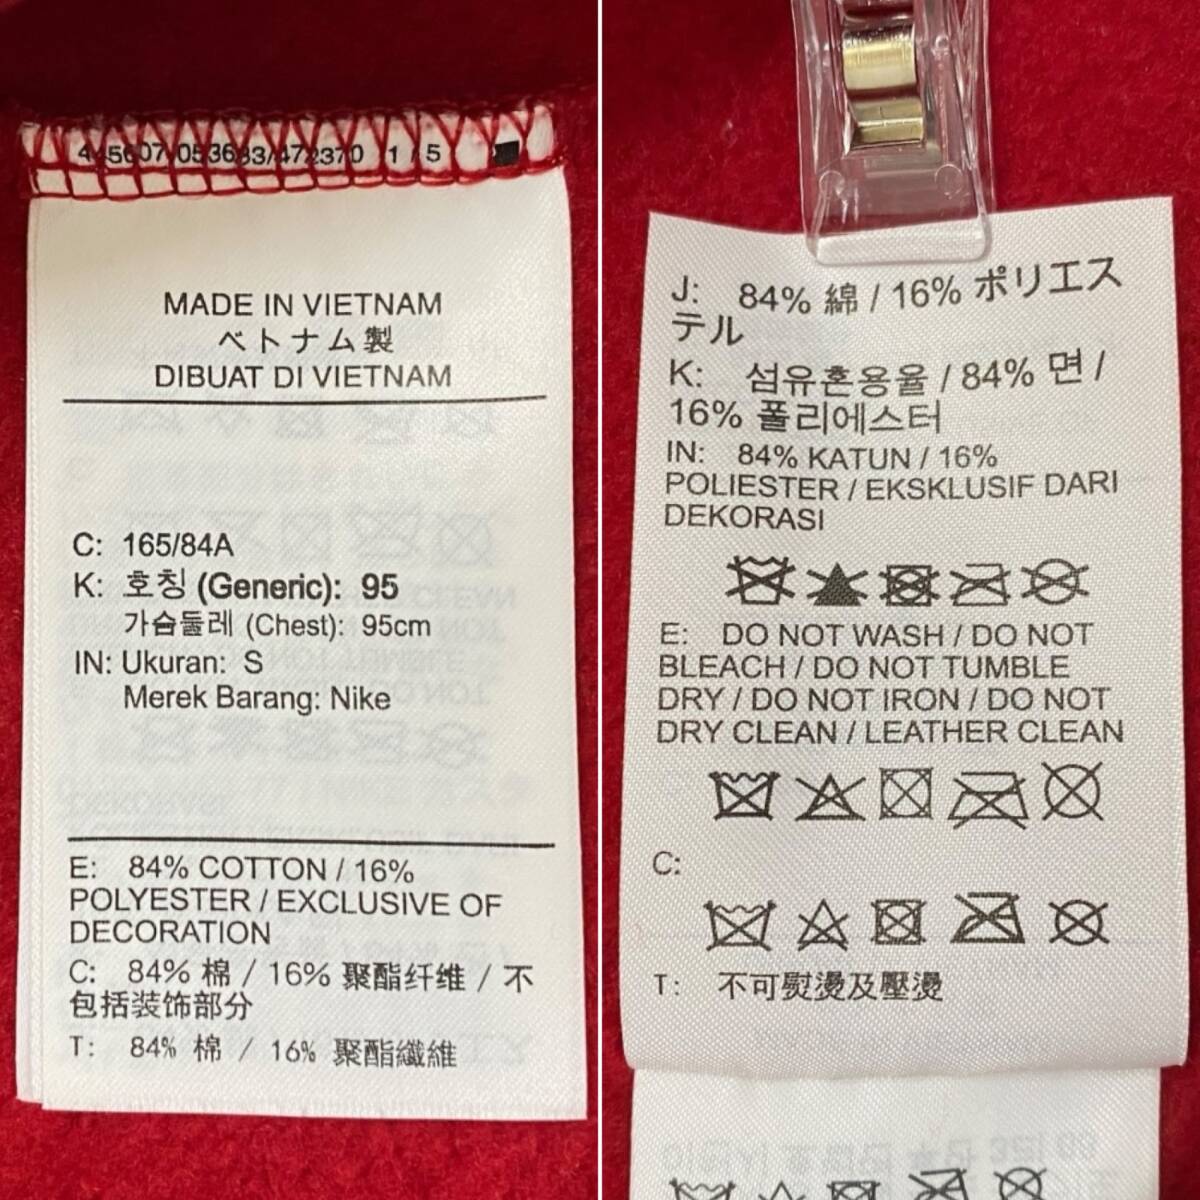 445607/053683/472370 1/5
MADE IN VIETNAM
ベトナム製
DIBUAT DI VIETNAM
C: 165/84A
K: 호칭 (Generic): 95
가슴둘레 (Chest): 95cm
IN: Ukuran: S
Merek Barang: Nike
E: 84% COTTON / 16%
POLYESTER / EXCLUSIVE OF
DECORATION
C: 84% 棉 / 16% 聚酯纤维 / 不
包括装饰部分
T: 84% 棉 / 16% 聚酯纖維
J: 84% 綿 / 16% ポリエス
テル
K: 섬유혼용율 / 84% 면 /
16% 폴리에스터
IN: 84% KATUN / 16%
POLIESTER / EKSKLUSIF DARI
DEKORASI
E: DO NOT WASH / DO NOT
BLEACH / DO NOT TUMBLE
DRY / DO NOT IRON / DO NOT
DRY CLEAN / LEATHER CLEAN
C:
T: 不可熨燙及壓燙